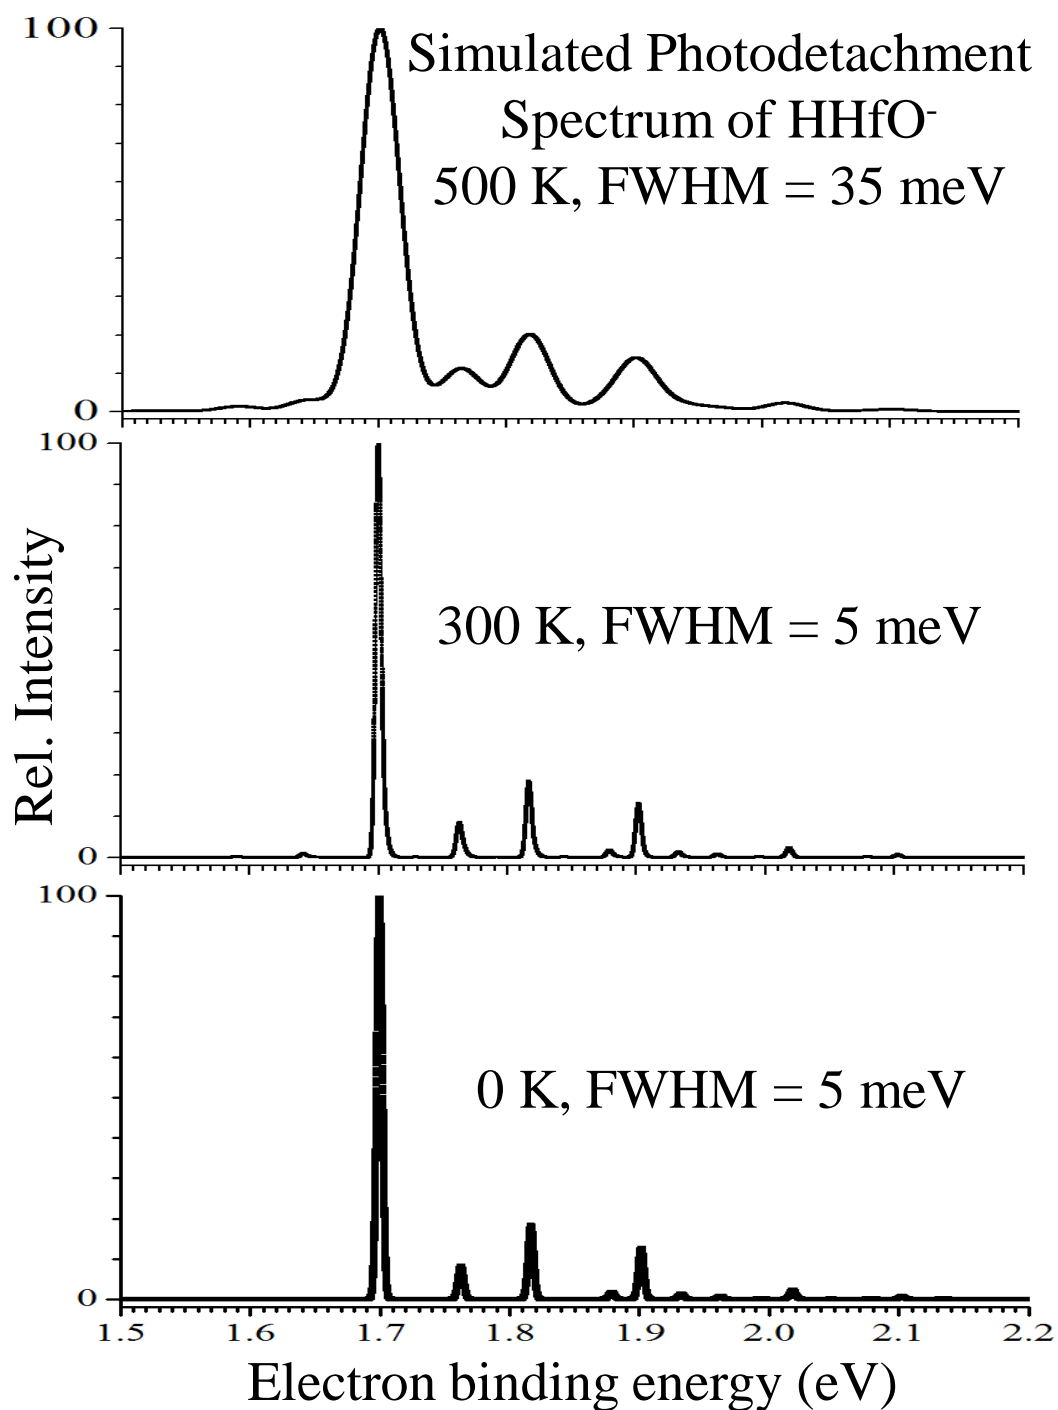 100
Simulated Photodetachment
Spectrum of HHfO-
500 K, FWHM = 35 meV
0
100
300 K, FWHM = 5 meV
Rel. Intensity
0
100
0 K, FWHM = 5 meV
0
1.5 1.6 1.7 1.8 1.9 2.0 2.1 2.2
Electron binding energy (eV)